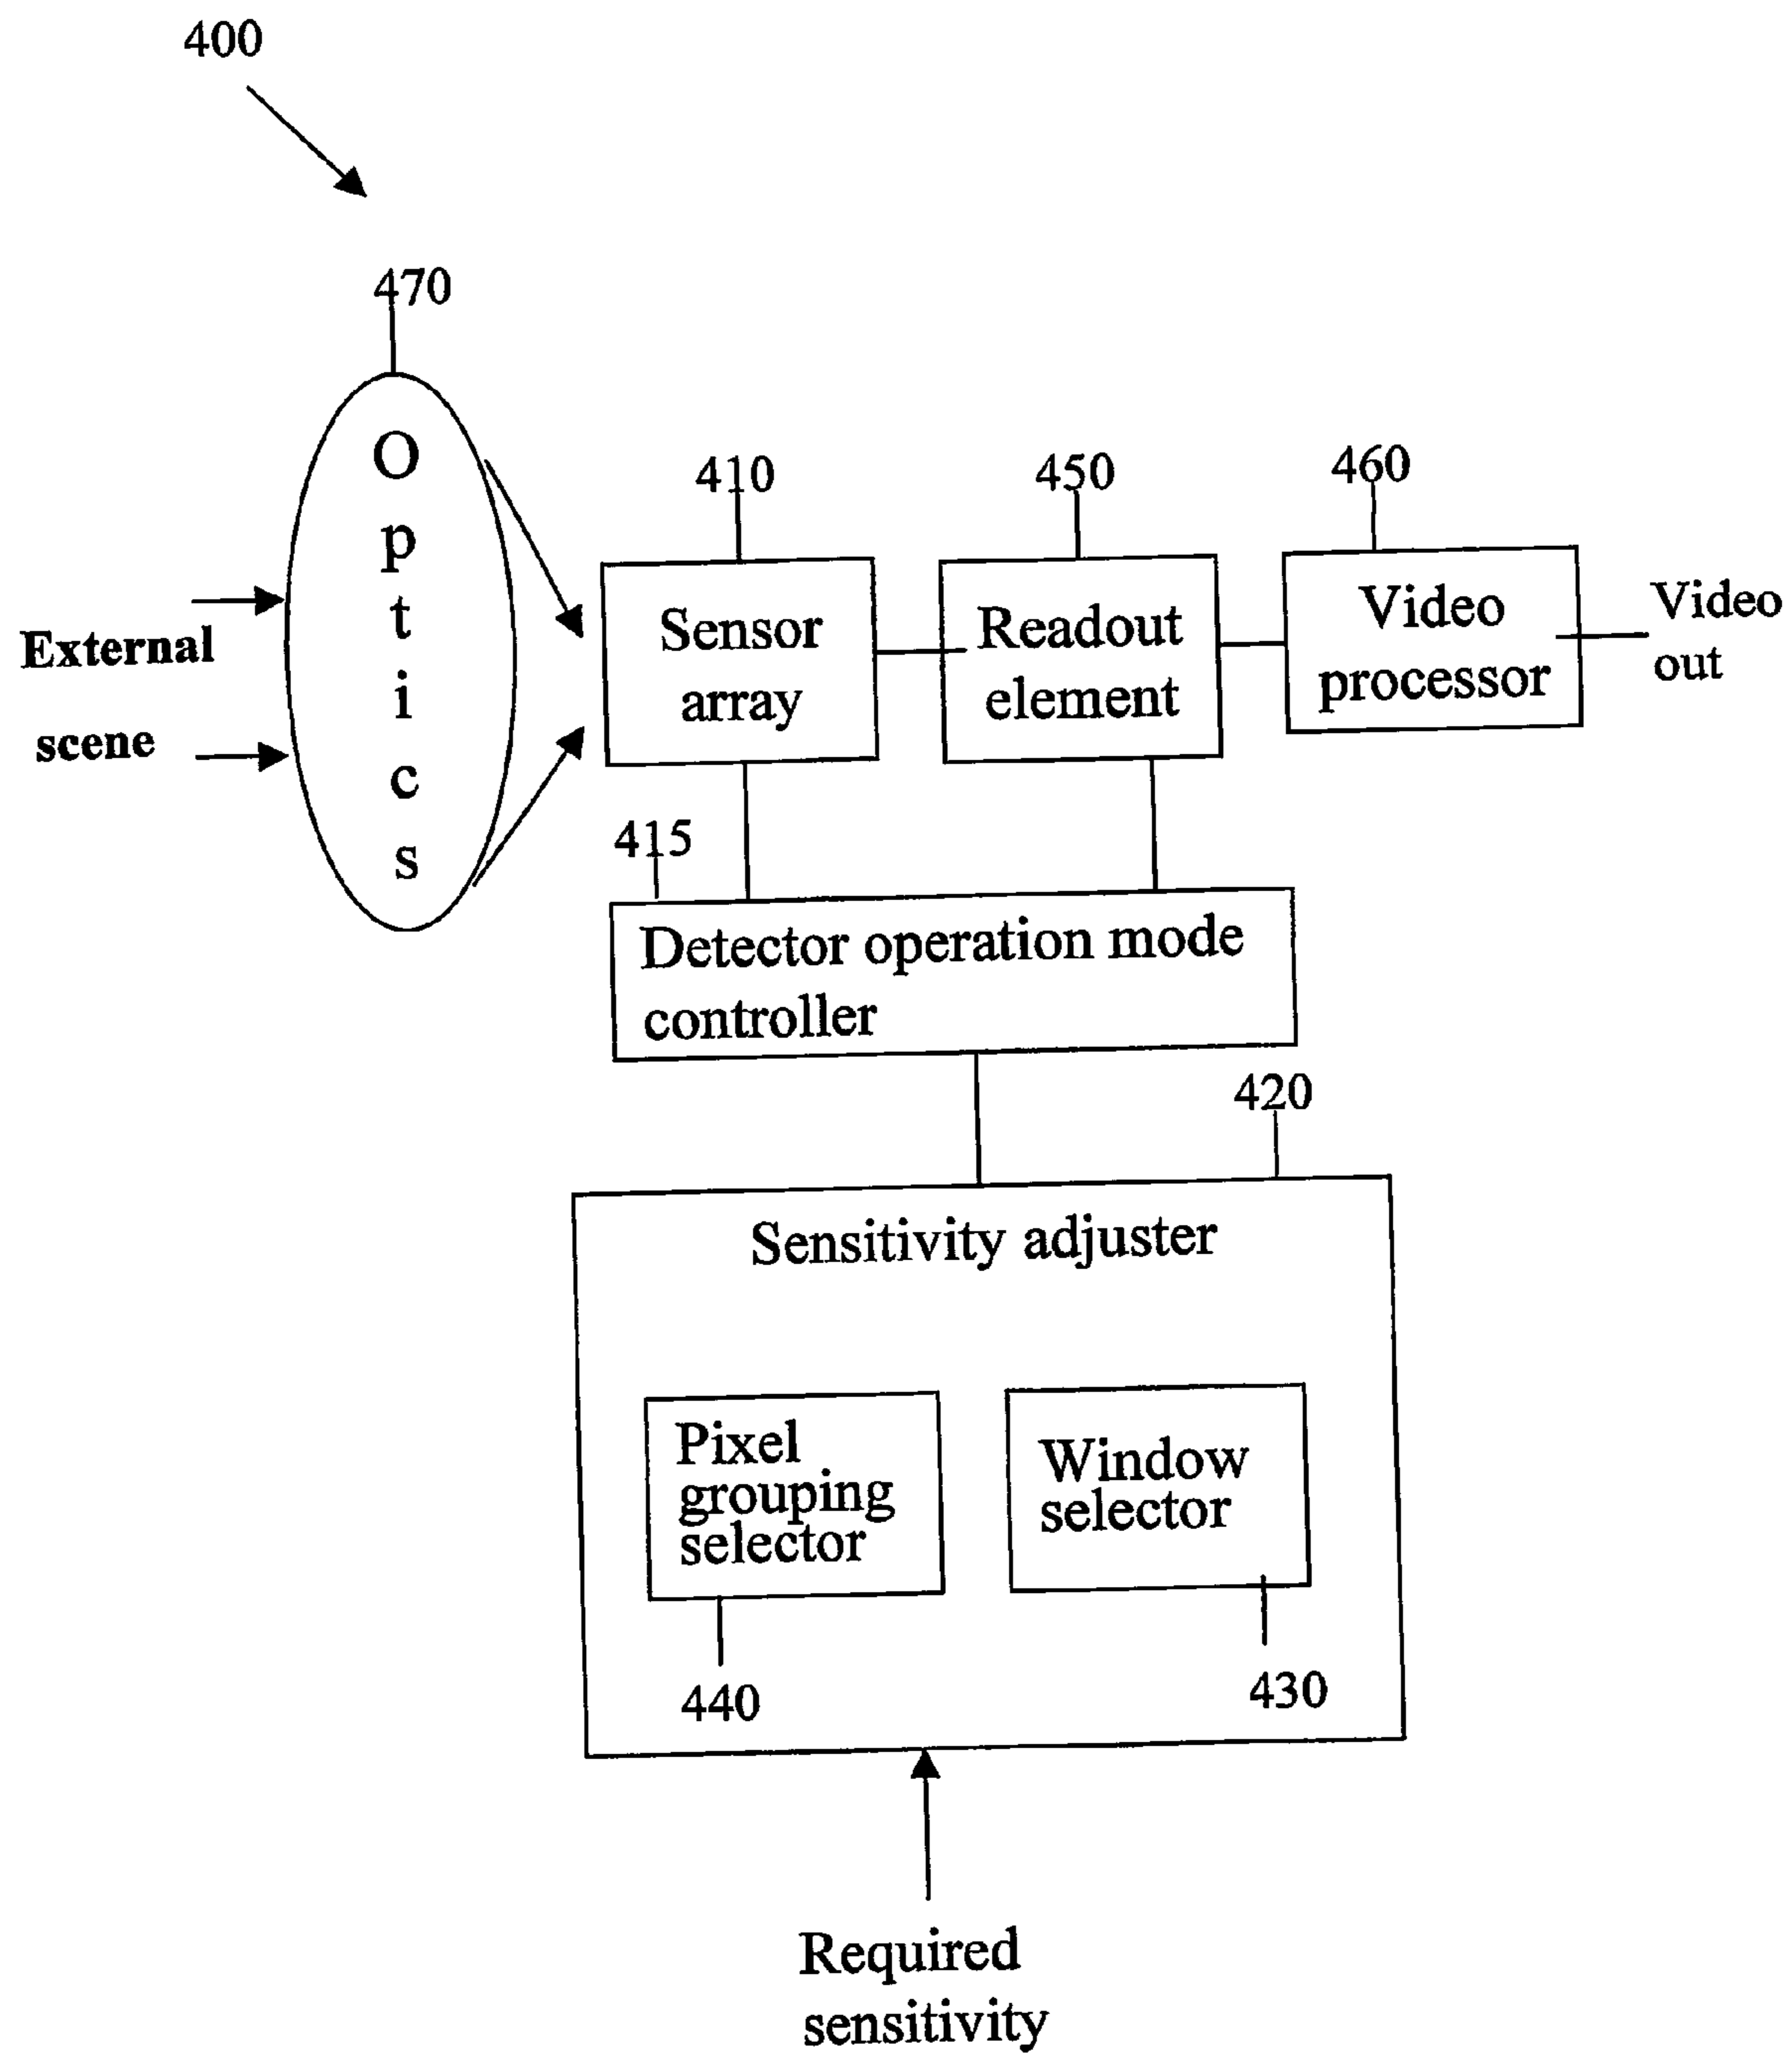 400
470
Optics
External
scene
410
Sensor
array
450
Readout
element
460
Video
processor
Video
out
415
Detector operation mode
controller
420
Sensitivity adjuster
Pixel
grouping
selector
440
Window
selector
430
Required
sensitivity